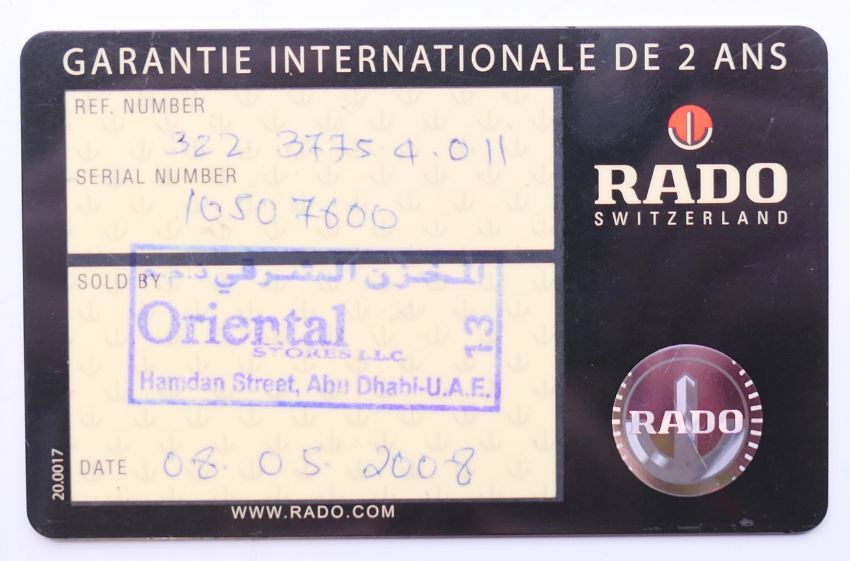 GARANTIE INTERNATIONALE DE 2 ANS
REF. NUMBER
322 3775 4.011
SERIAL NUMBER
10507600
RADO
SWITZERLAND
SOLD BY
المخزن الشرقي ذ.م.م
Oriental
STORES L.L.C.
13
Hamdan Street, Abu Dhabi-U.A.E.
RADO
DATE 08. 05. 2008
20.0017
WWW.RADO.COM